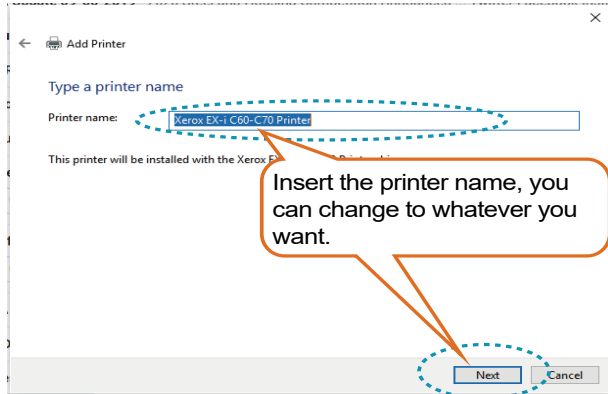 Add Printer
Type a printer name
Printer name:
Xerox EX-i C60-C70 Printer
This printer will be installed with the Xerox
Insert the printer name, you
can change to whatever you
want.
Next
Cancel